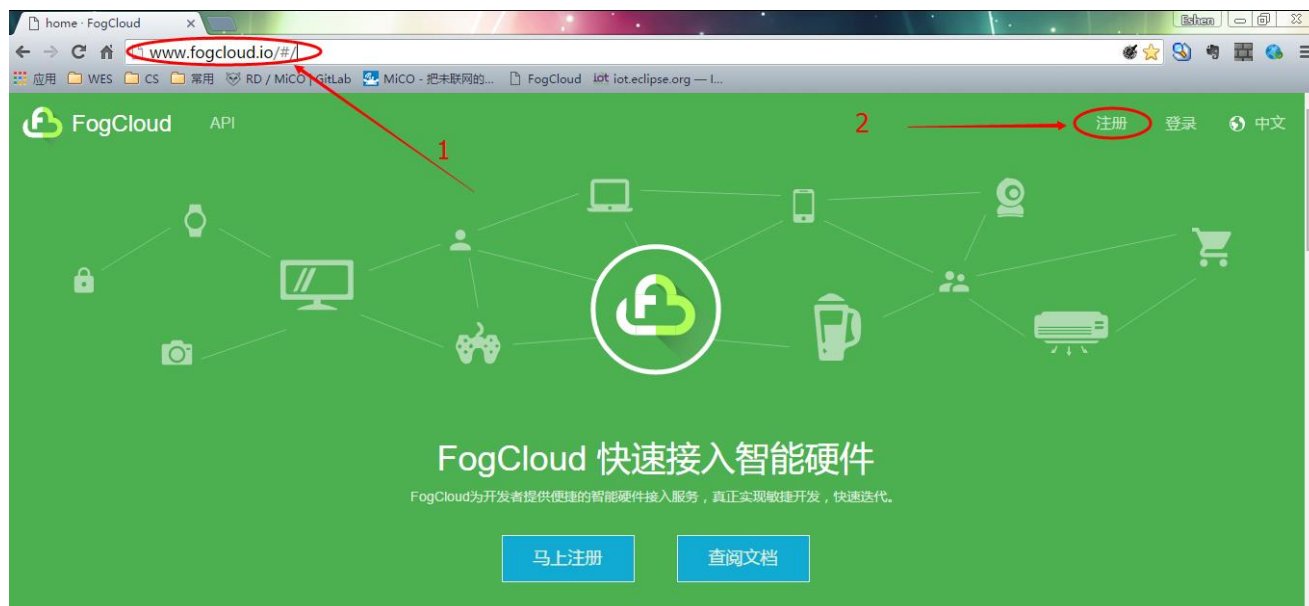 home · FogCloud
Eshen
www.fogcloud.io/#/
应用 WES CS 常用 RD / MiCO | GitLab MiCO - 把未联网的... FogCloud iot iot.eclipse.org — I...
FogCloud API 2 注册 登录 中文
1
FogCloud 快速接入智能硬件
FogCloud为开发者提供便捷的智能硬件接入服务，真正实现敏捷开发，快速迭代。
马上注册 查阅文档